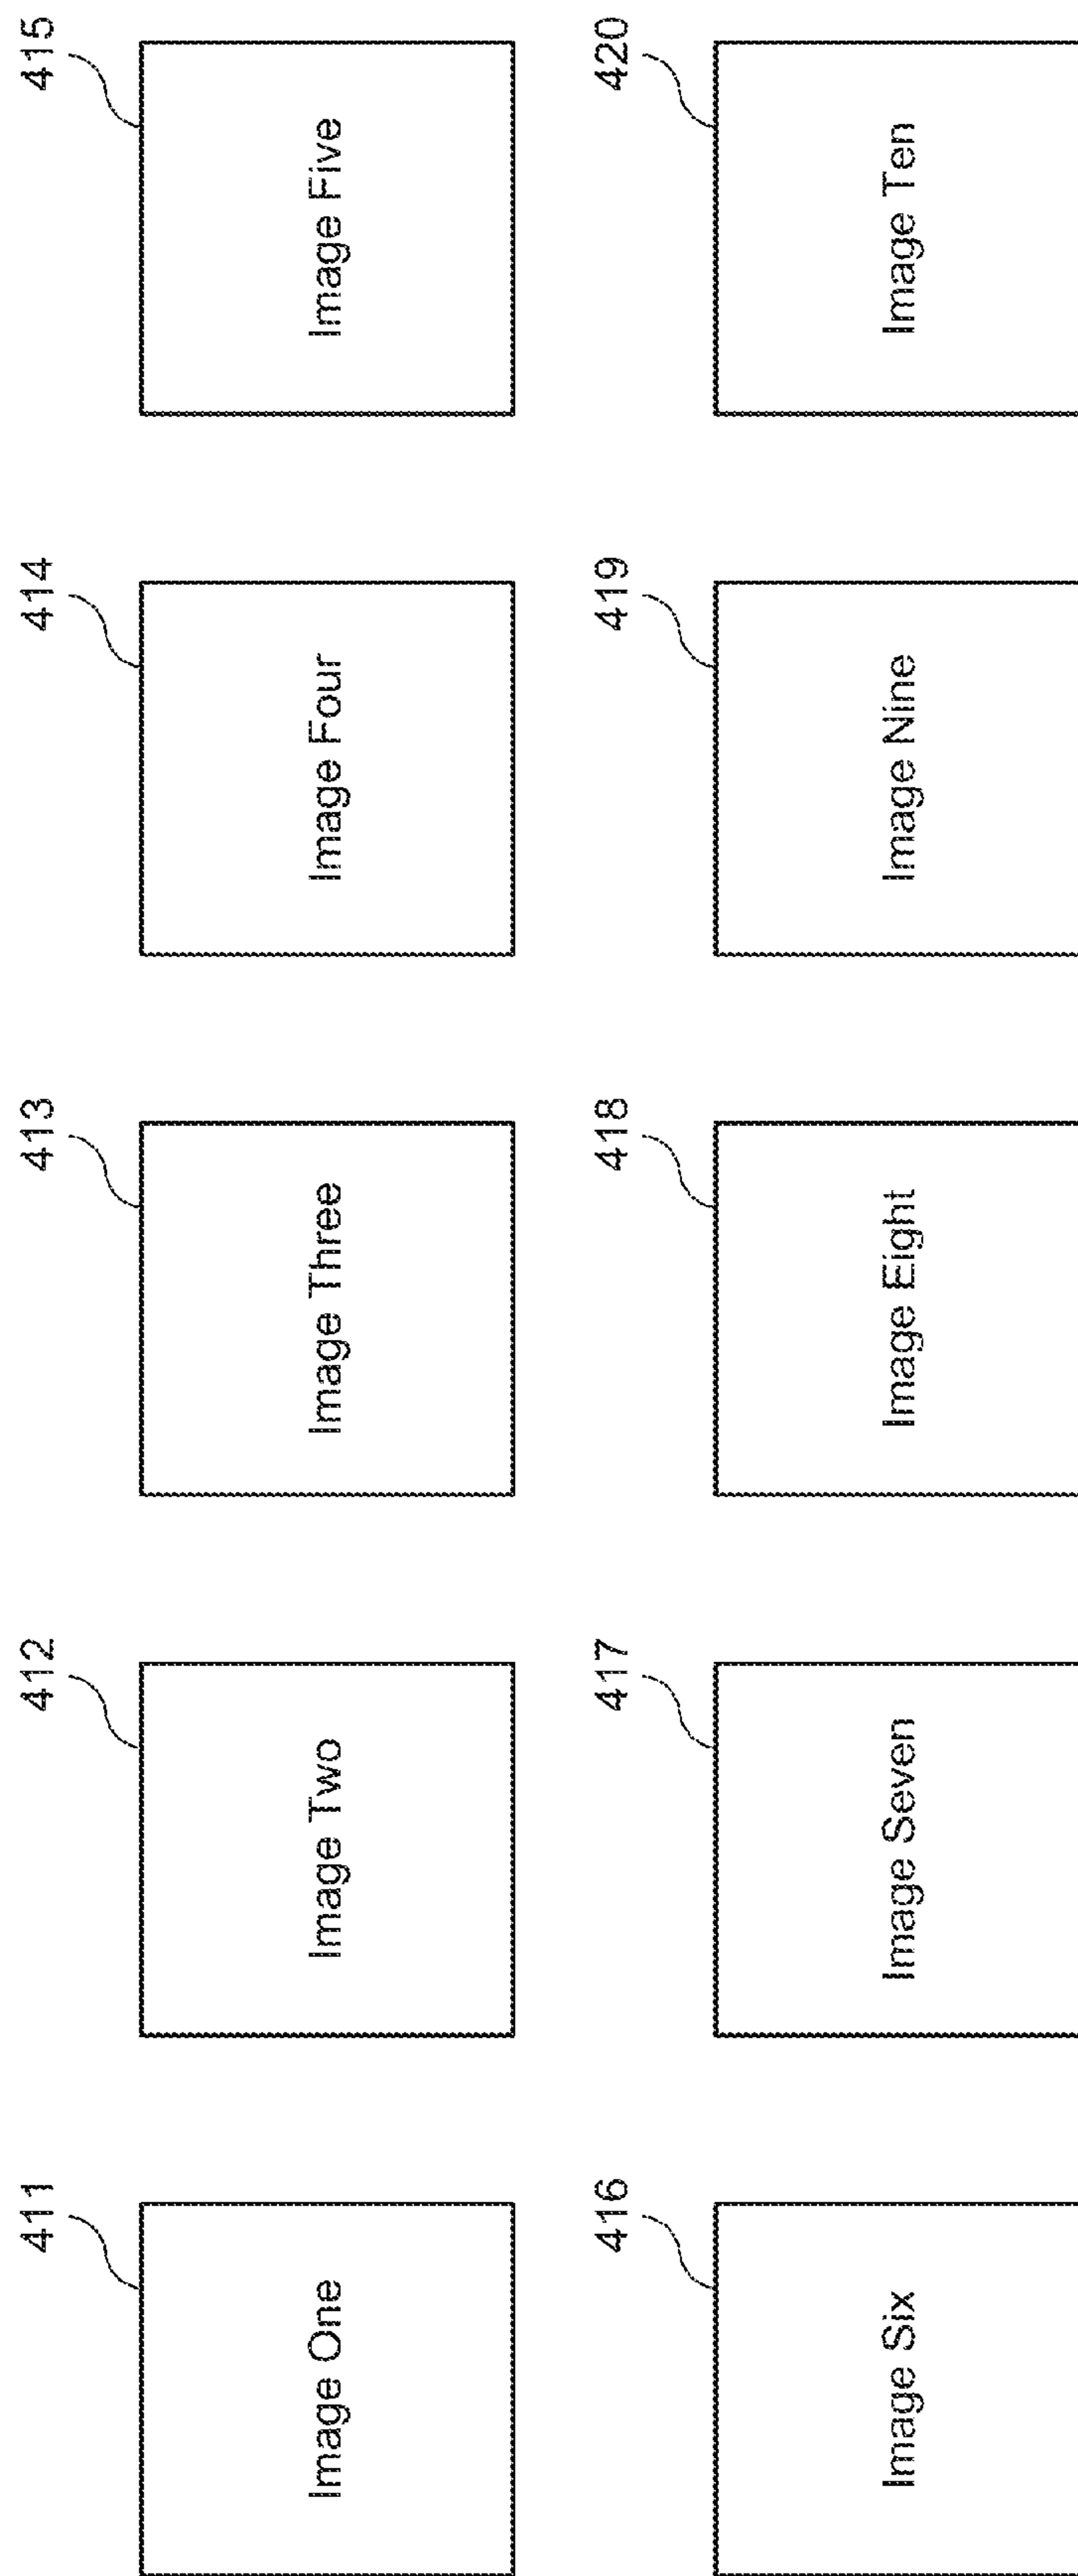 411
412
413
414
415
Image One
Image Two
Image Three
Image Four
Image Five
416
417
418
419
420
Image Six
Image Seven
Image Eight
Image Nine
Image Ten